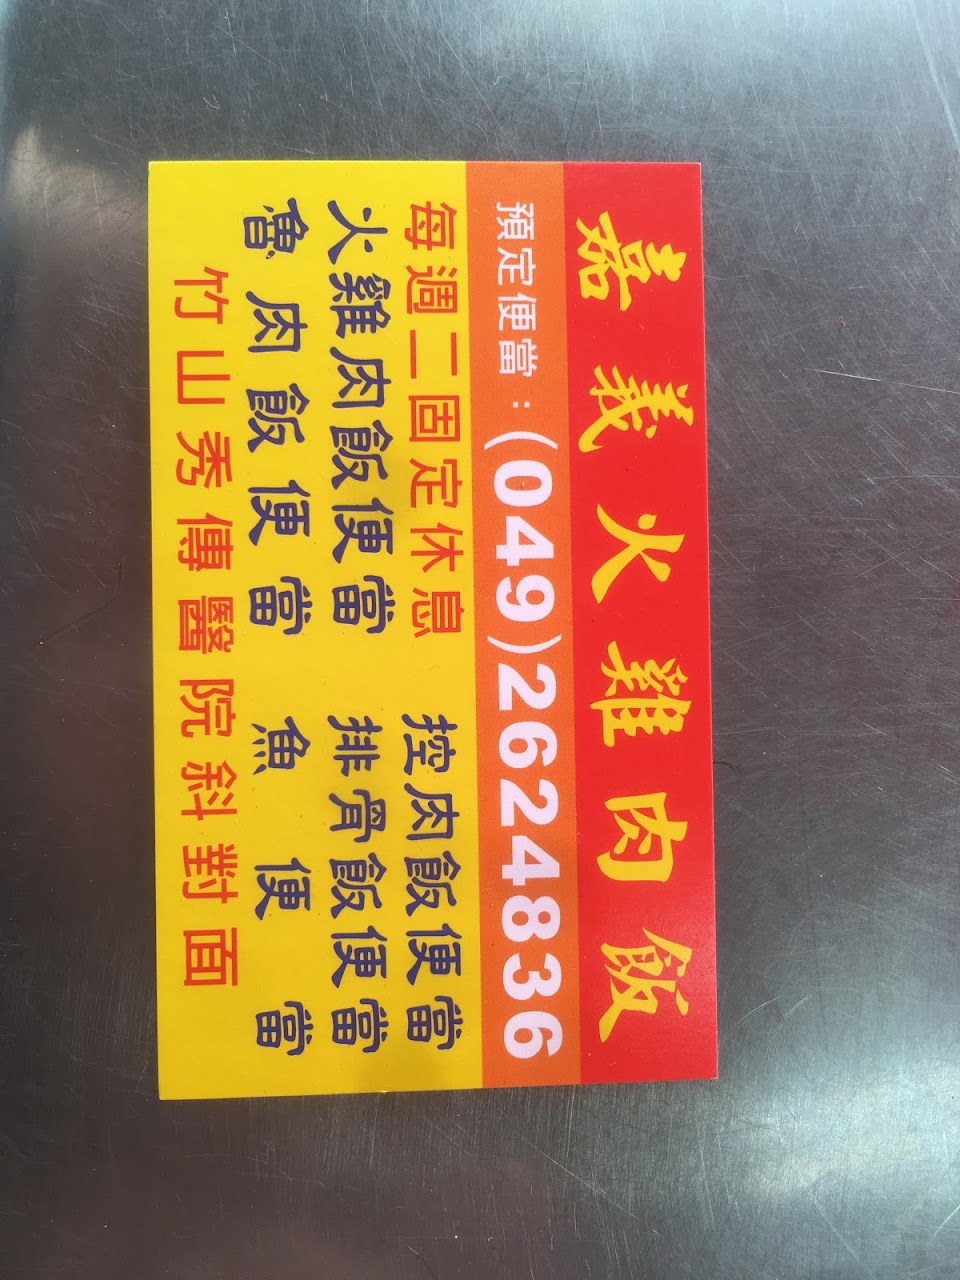 嘉義火雞肉飯
預定便當:(049)2624836
每週二固定休息 控肉飯便當
火雞肉飯便當 排骨飯便當
魯肉飯便當 魚便當
竹山秀傳醫院斜對面